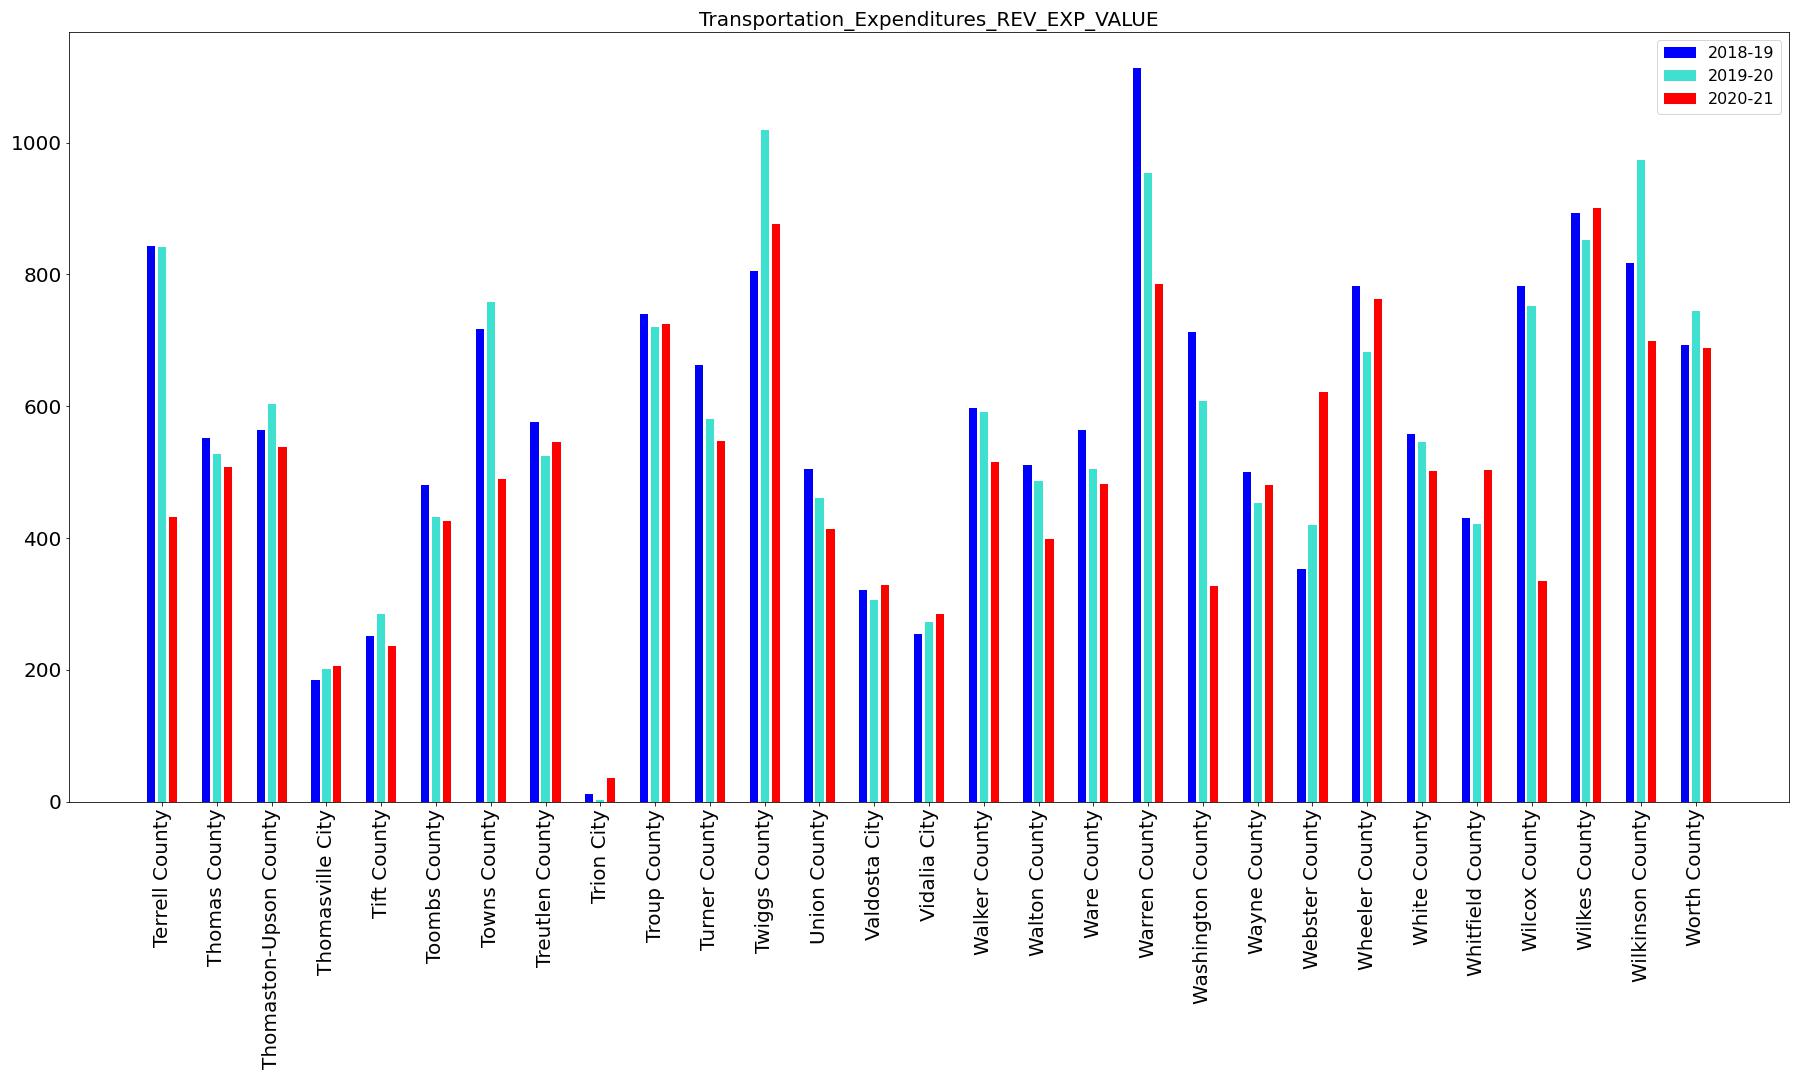 Transportation_Expenditures_REV_EXP_VALUE
2018-19
2019-20
2020-21
1000
800
600
400
200
0
Terrell County
Thomas County
Thomaston-Upson County
Thomasville City
Tift County
Toombs County
Towns County
Treutlen County
Trion City
Troup County
Turner County
Twiggs County
Union County
Valdosta City
Vidalia City
Walker County
Walton County
Ware County
Warren County
Washington County
Wayne County
Webster County
Wheeler County
White County
Whitfield County
Wilcox County
Wilkes County
Wilkinson County
Worth County